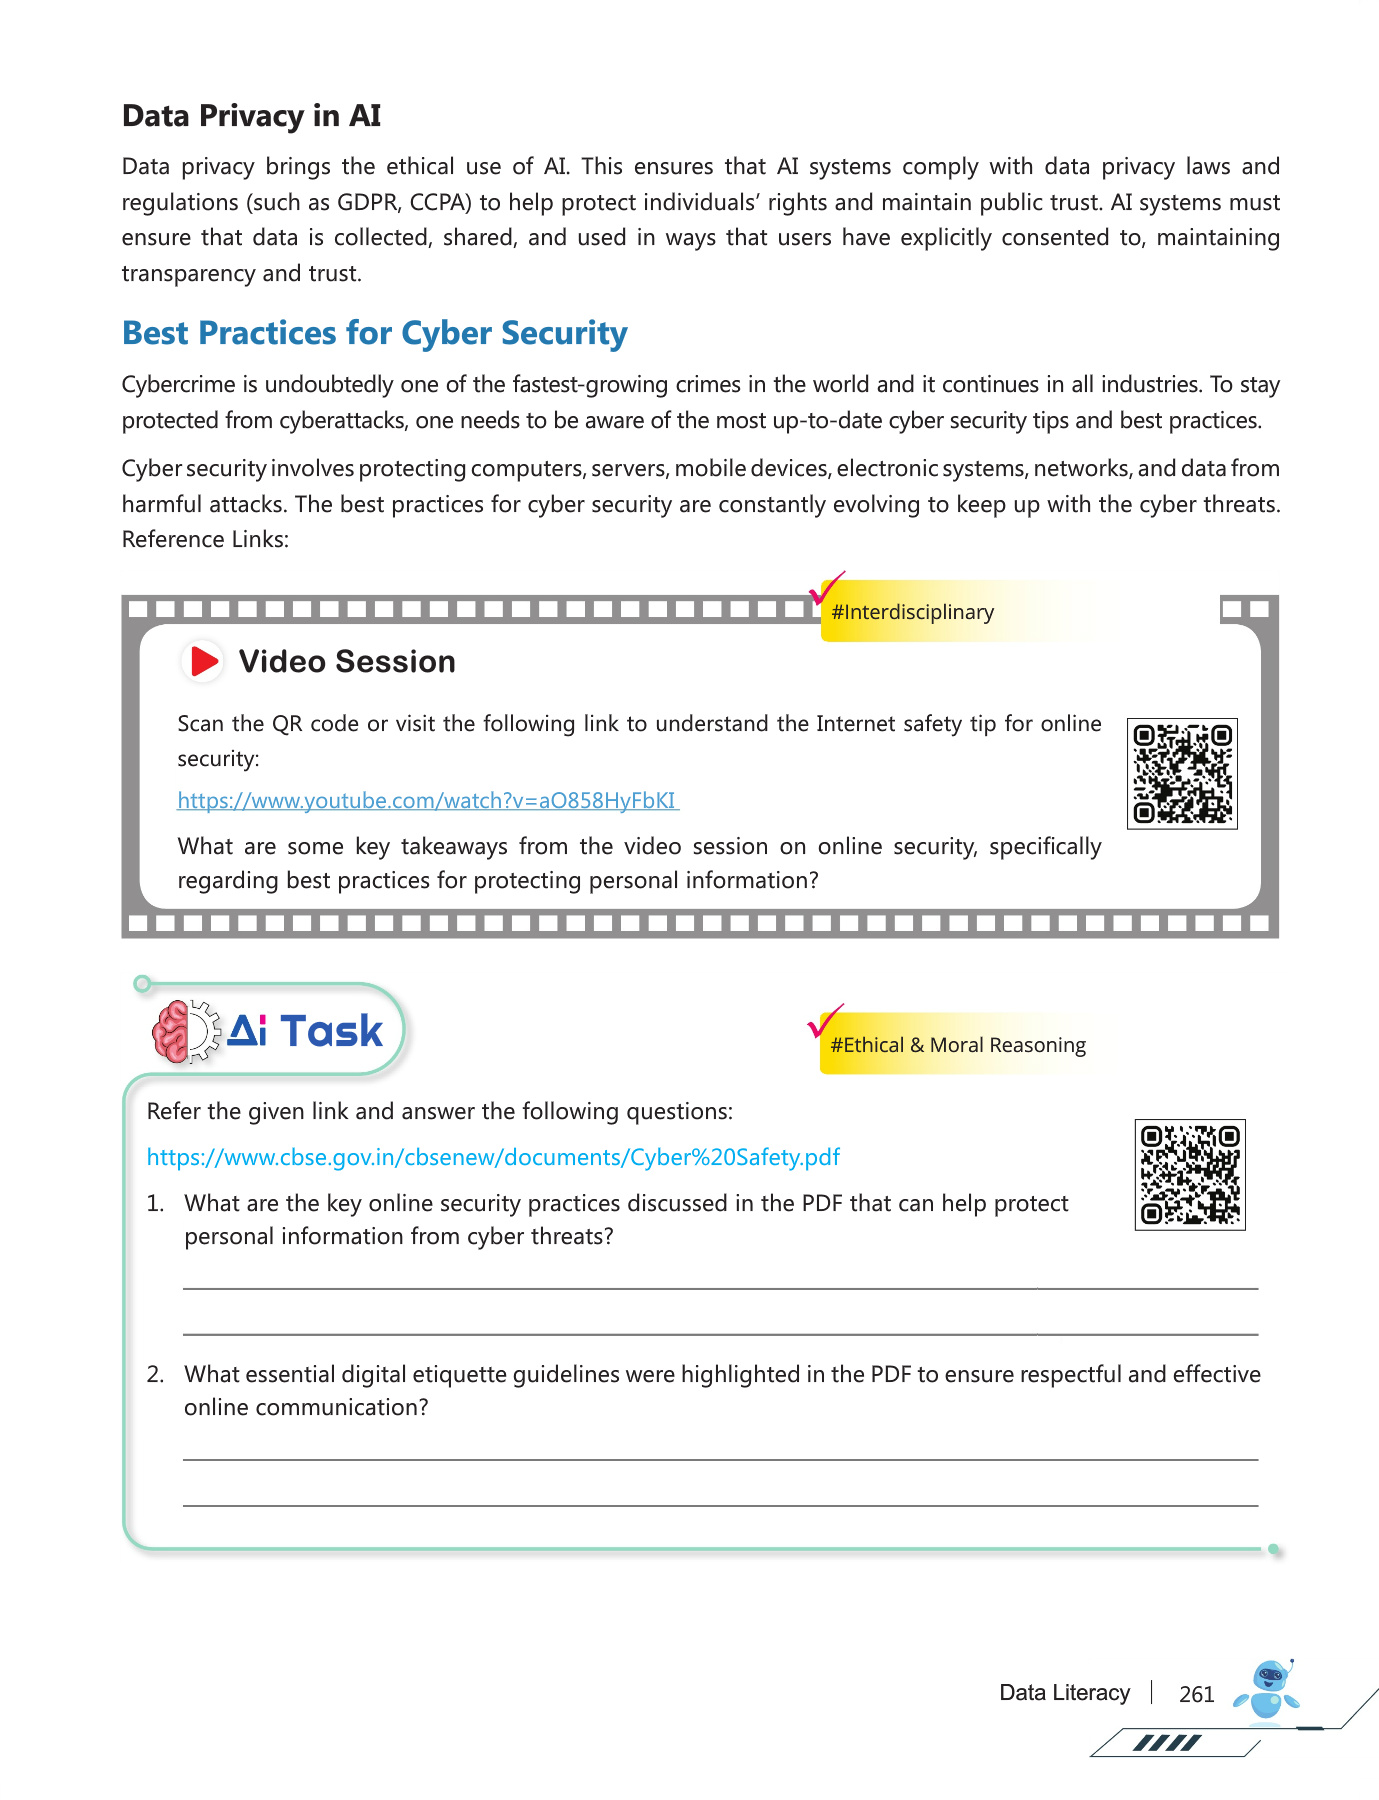 Data Privacy in AI
Data privacy brings the ethical use of AI. This ensures that AI systems comply with data privacy laws and
regulations (such as GDPR, CCPA) to help protect individuals’ rights and maintain public trust. AI systems must
ensure that data is collected, shared, and used in ways that users have explicitly consented to, maintaining
transparency and trust.
Best Practices for Cyber Security
Cybercrime is undoubtedly one of the fastest-growing crimes in the world and it continues in all industries. To stay
protected from cyberattacks, one needs to be aware of the most up-to-date cyber security tips and best practices.
Cyber security involves protecting computers, servers, mobile devices, electronic systems, networks, and data from
harmful attacks. The best practices for cyber security are constantly evolving to keep up with the cyber threats.
Reference Links:
#Interdisciplinary
Video Session
Scan the QR code or visit the following link to understand the Internet safety tip for online
security:
https://www.youtube.com/watch?v=aO858HyFbKI
What are some key takeaways from the video session on online security, specifically
regarding best practices for protecting personal information?
Ai Task
#Ethical & Moral Reasoning
Refer the given link and answer the following questions:
https://www.cbse.gov.in/cbsenew/documents/Cyber%20Safety.pdf
1. What are the key online security practices discussed in the PDF that can help protect
personal information from cyber threats?
2. What essential digital etiquette guidelines were highlighted in the PDF to ensure respectful and effective
online communication?
Data Literacy
261